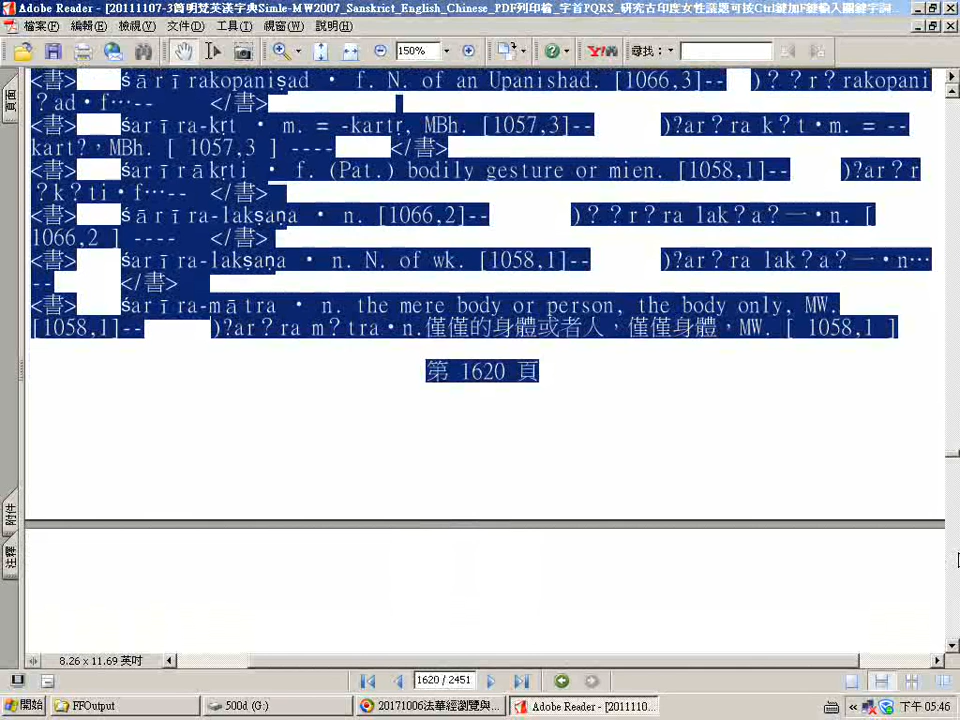 Adobe Reader - [20111107-3簡明梵英漢字典Simle-MW2007_Sanskrict_English_Chinese_PDF列印檔_字首PQRS_研究古印度女性議題可按Ctrl鍵加F鍵輸入關鍵字詞...
檔案(F) 編輯(E) 檢視(V) 文件(D) 工具(T) 視窗(W) 說明(H)
150% Y! 尋找：
頁面
<書> śārīrakopaniṣad • f. N. of an Upanishad. [1066,3]-- )??r?rakopani
?ad•f…-- </書>
<書> śarīra-kṛt • m. = -kartṛ, MBh. [1057,3]-- )?ar?ra k?t•m. = --
kart?，MBh. [ 1057,3 ] ---- </書>
<書> śarīrākṛti • f. (Pat.) bodily gesture or mien. [1058,1]-- )?ar?r
?k?ti•f…-- </書>
<書> śārīra-lakṣaṇa • n. [1066,2]-- )??r?ra lak?a?一•n. [
1066,2 ] ---- </書>
<書> śarīra-lakṣaṇa • n. N. of wk. [1058,1]-- )?ar?ra lak?a?一•n…
-- </書>
<書> śarīra-mātra • n. the mere body or person, the body only, MW.
[1058,1]-- )?ar?ra m?tra•n.僅僅的身體或者人，僅僅身體，MW. [ 1058,1 ]
第 1620 頁
附件
注釋
8.26 x 11.69 英吋
1620 / 2451
開始 FFOutput 500d (G:) 20171006法華經瀏覽與... Adobe Reader - [2011110... « 下午 05:46